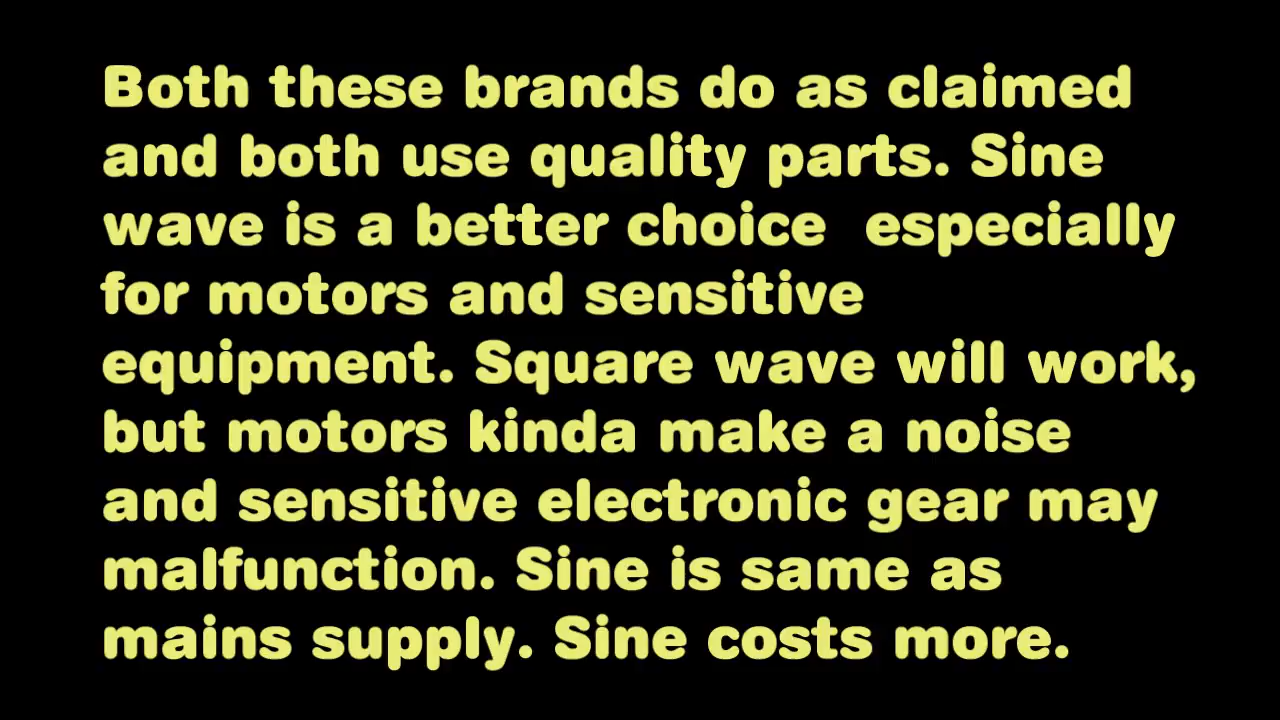 Both these brands do as claimed
and both use quality parts. Sine
wave is a better choice  especially
for motors and sensitive
equipment. Square wave will work,
but motors kinda make a noise
and sensitive electronic gear may
malfunction. Sine is same as
mains supply. Sine costs more.